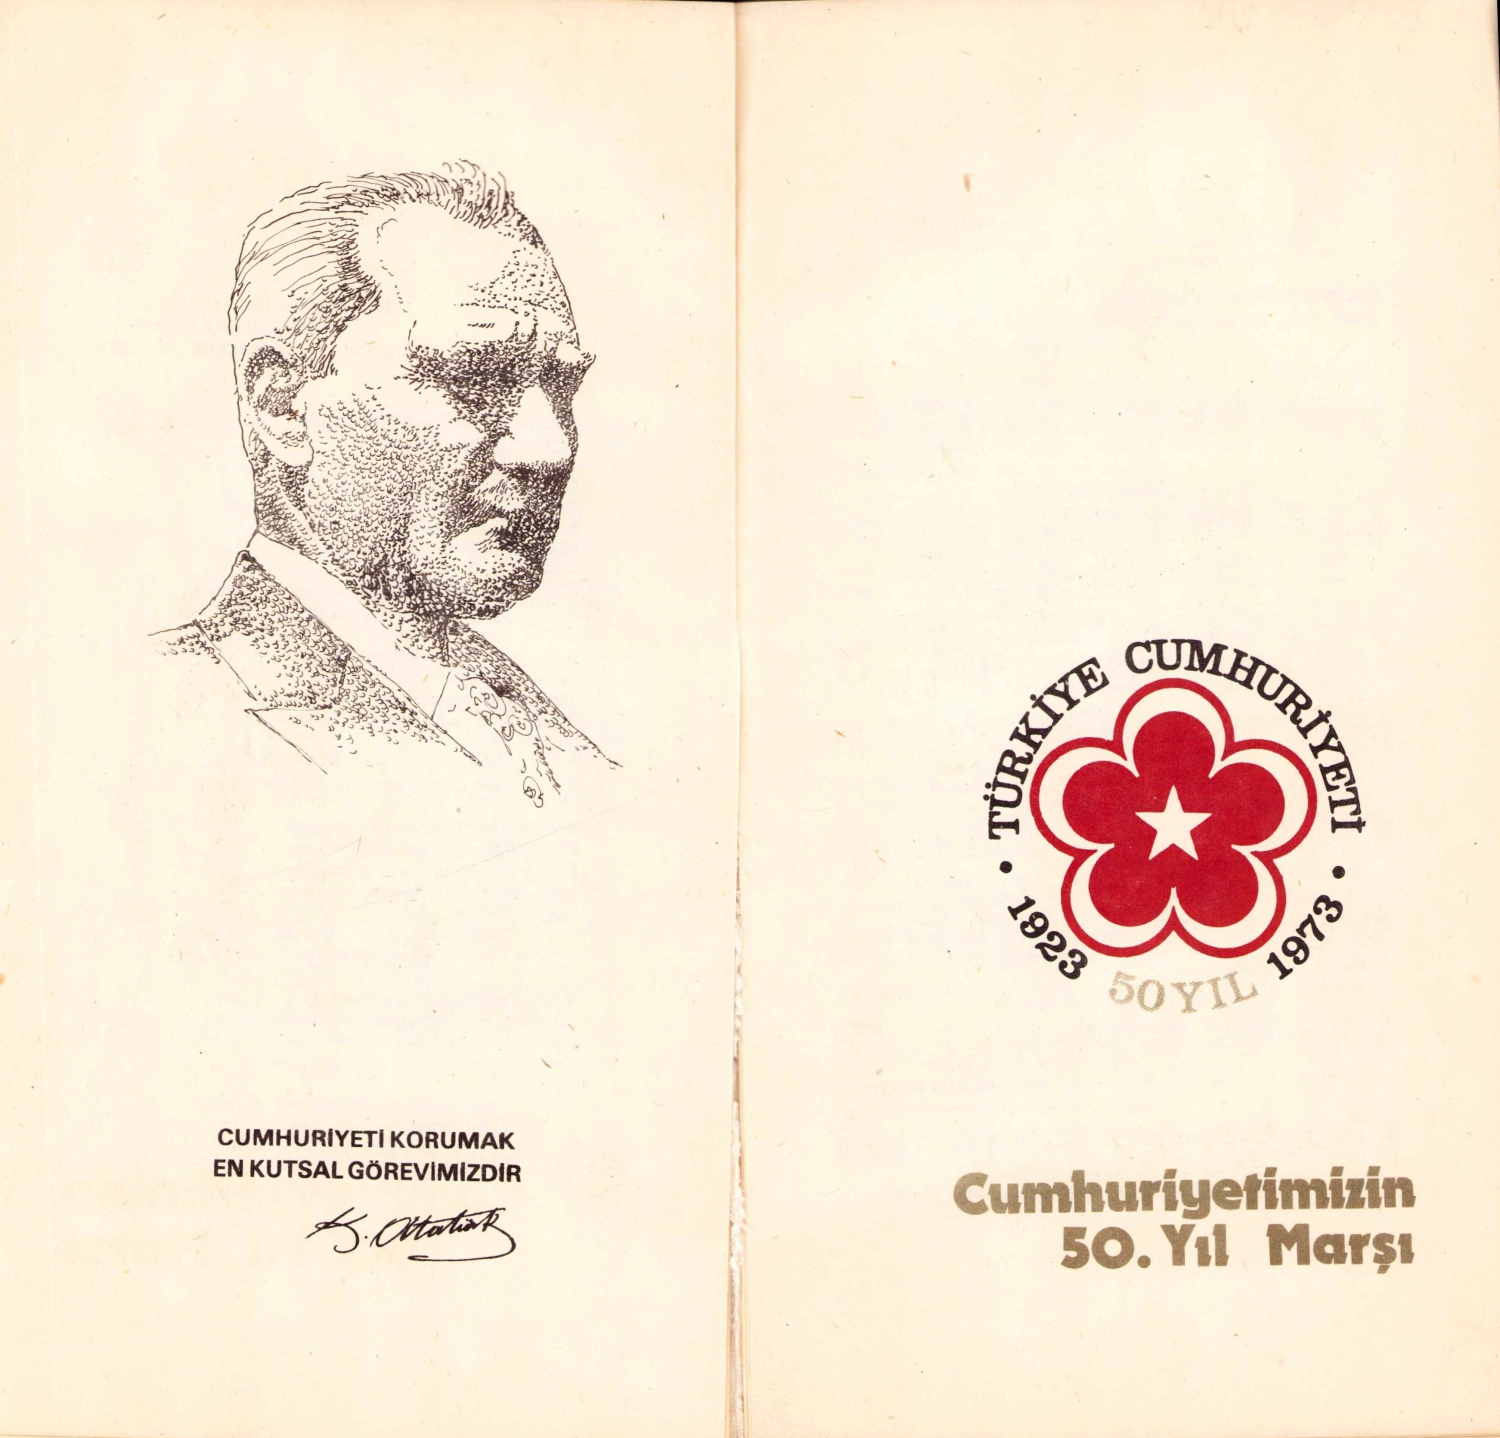 CUMHURİYETİ KORUMAK
EN KUTSAL GÖREVİMİZDİR
K. Atatürk
• TÜRKİYE CUMHURİYETİ •
1923 50 YIL 1973
Cumhuriyetimizin
50. Yıl Marşı